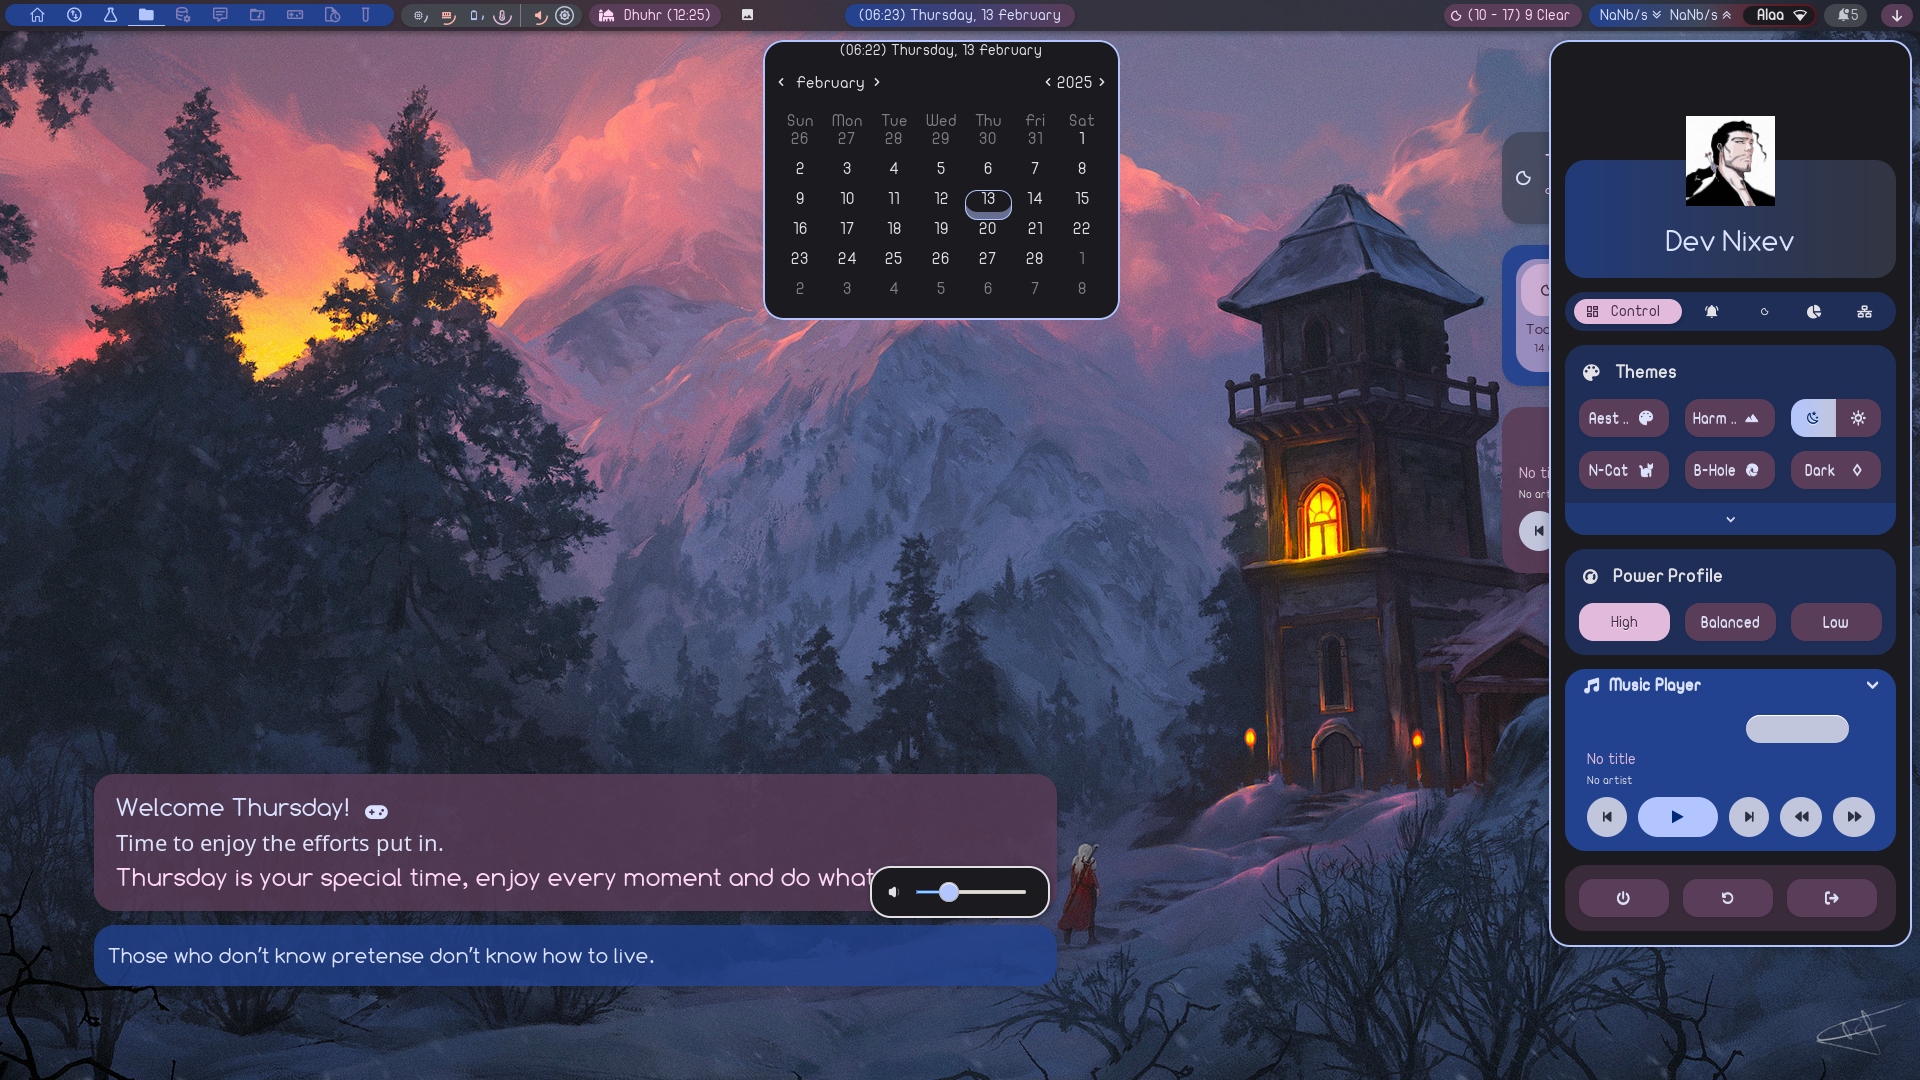 Dhuhr (12:25)
(06:23) Thursday, 13 February
(10 - 17) 9 Clear
NaNb/s NaNb/s
Alaa
5
(06:22) Thursday, 13 February
February 2025
Sun Mon Tue Wed Thu Fri Sat
26 27 28 29 30 31 1
2 3 4 5 6 7 8
9 10 11 12 13 14 15
16 17 18 19 20 21 22
23 24 25 26 27 28 1
2 3 4 5 6 7 8
Welcome Thursday!
Time to enjoy the efforts put in.
Thursday is your special time, enjoy every moment and do what
Those who don't know pretense don't know how to live.
No ti
No art
14
Dev Nixev
Control
Themes
Aest ..
Harm ..
N-Cat
B-Hole
Dark
Power Profile
High
Balanced
Low
Music Player
No title
No artist